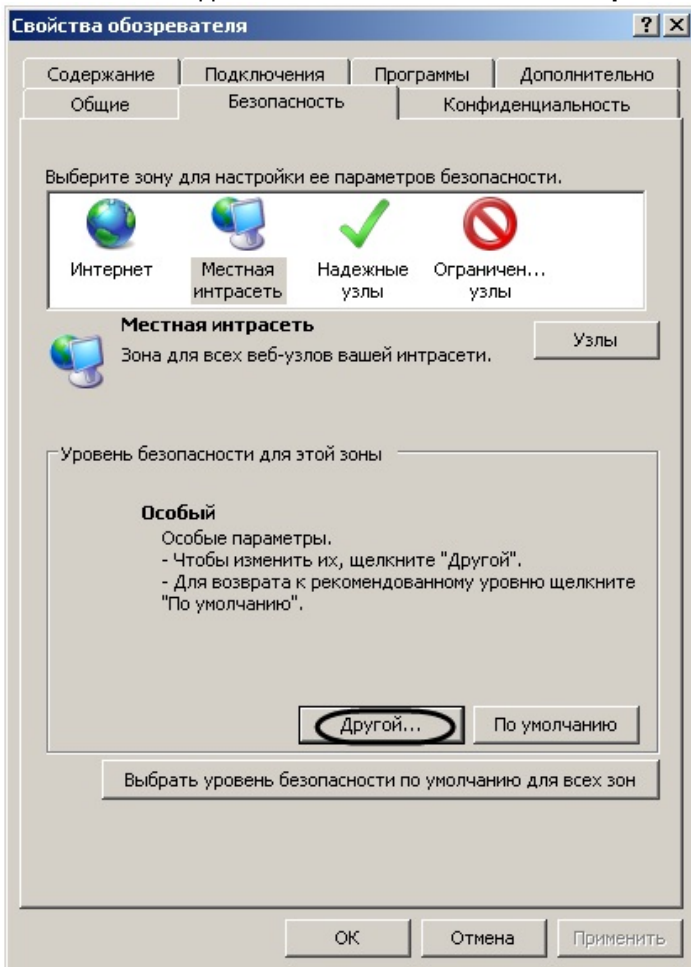 Свойства обозревателя
Содержание Подключения Программы Дополнительно
Общие Безопасность Конфиденциальность
Выберите зону для настройки ее параметров безопасности.
Интернет Местная интрасеть Надежные узлы Ограничен... узлы
Местная интрасеть
Зона для всех веб-узлов вашей интрасети.
Узлы
Уровень безопасности для этой зоны
Особый
Особые параметры.
- Чтобы изменить их, щелкните "Другой".
- Для возврата к рекомендованному уровню щелкните
"По умолчанию".
Другой... По умолчанию
Выбрать уровень безопасности по умолчанию для всех зон
ОК Отмена Применить